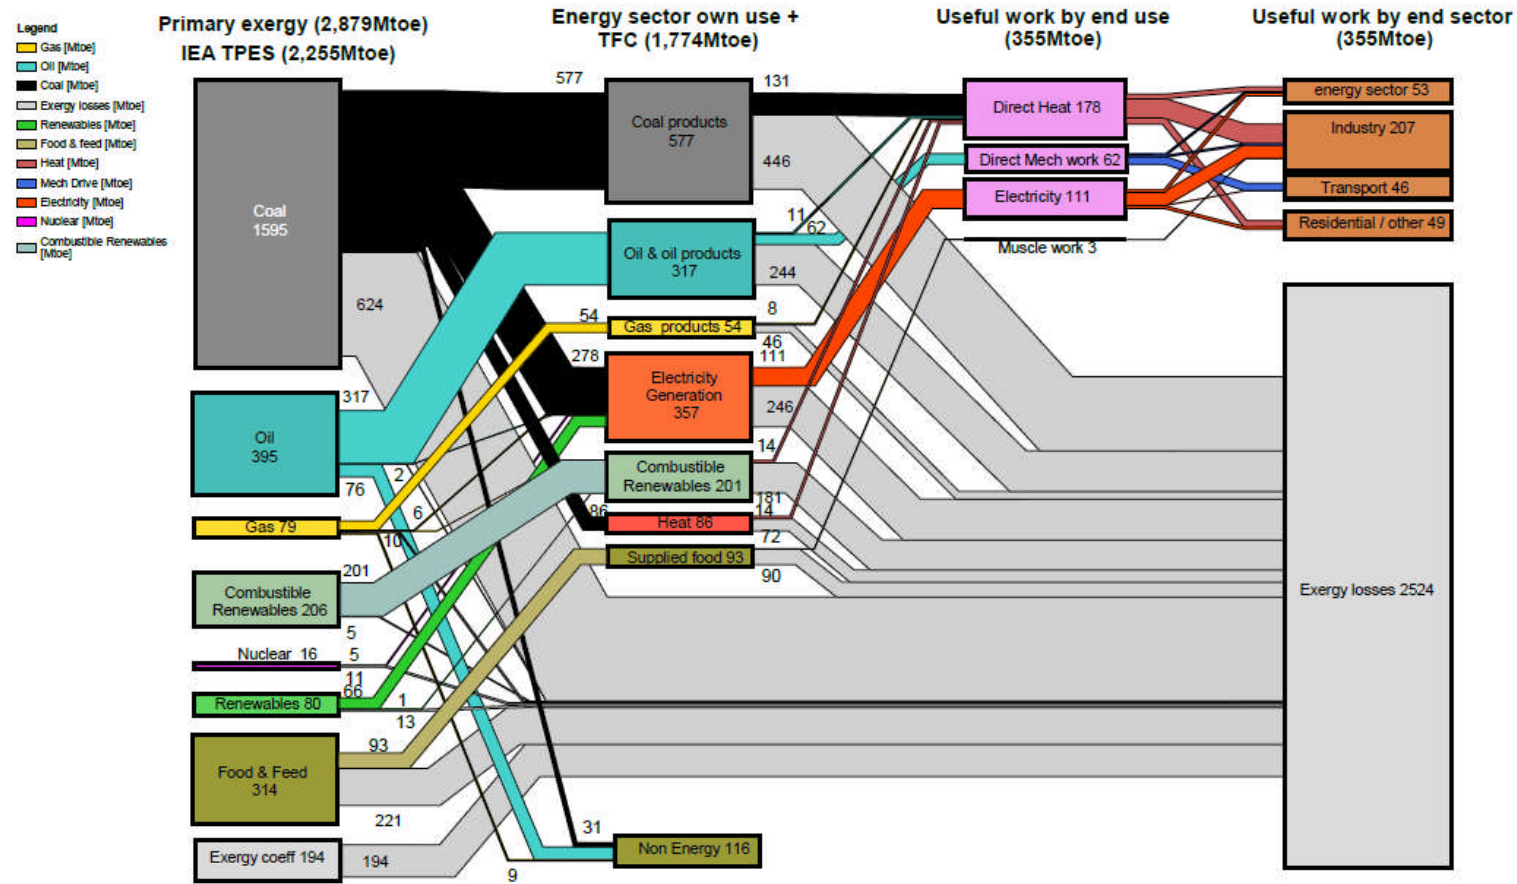 Primary exergy (2,879Mtoe)
IEA TPES (2,255Mtoe)
Energy sector own use +
TFC (1,774Mtoe)
Useful work by end use
(355Mtoe)
Useful work by end sector
(355Mtoe)
Legend
Gas [Mtoe]
Oil [Mtoe]
Coal [Mtoe]
Exergy losses [Mtoe]
Renewables [Mtoe]
Food & feed [Mtoe]
Heat [Mtoe]
Mech Drive [Mtoe]
Electricity [Mtoe]
Nuclear [Mtoe]
Combustible Renewables
[Mtoe]
Coal
1595
Oil
395
Gas 79
Combustible
Renewables 206
Nuclear 16
Renewables 80
Food & Feed
314
Exergy coeff 194
624
317
2
76
6
10
201
5
5
11
66
1
13
93
221
194
577
54
278
86
31
9
Coal products
577
Oil & oil products
317
Gas products 54
Electricity
Generation
357
Combustible
Renewables 201
Heat 86
Supplied food 93
Non Energy 116
131
446
11
62
244
8
46
111
246
14
181
14
72
90
Direct Heat 178
Direct Mech work 62
Electricity 111
Muscle work 3
energy sector 53
Industry 207
Transport 46
Residential / other 49
Exergy losses 2524